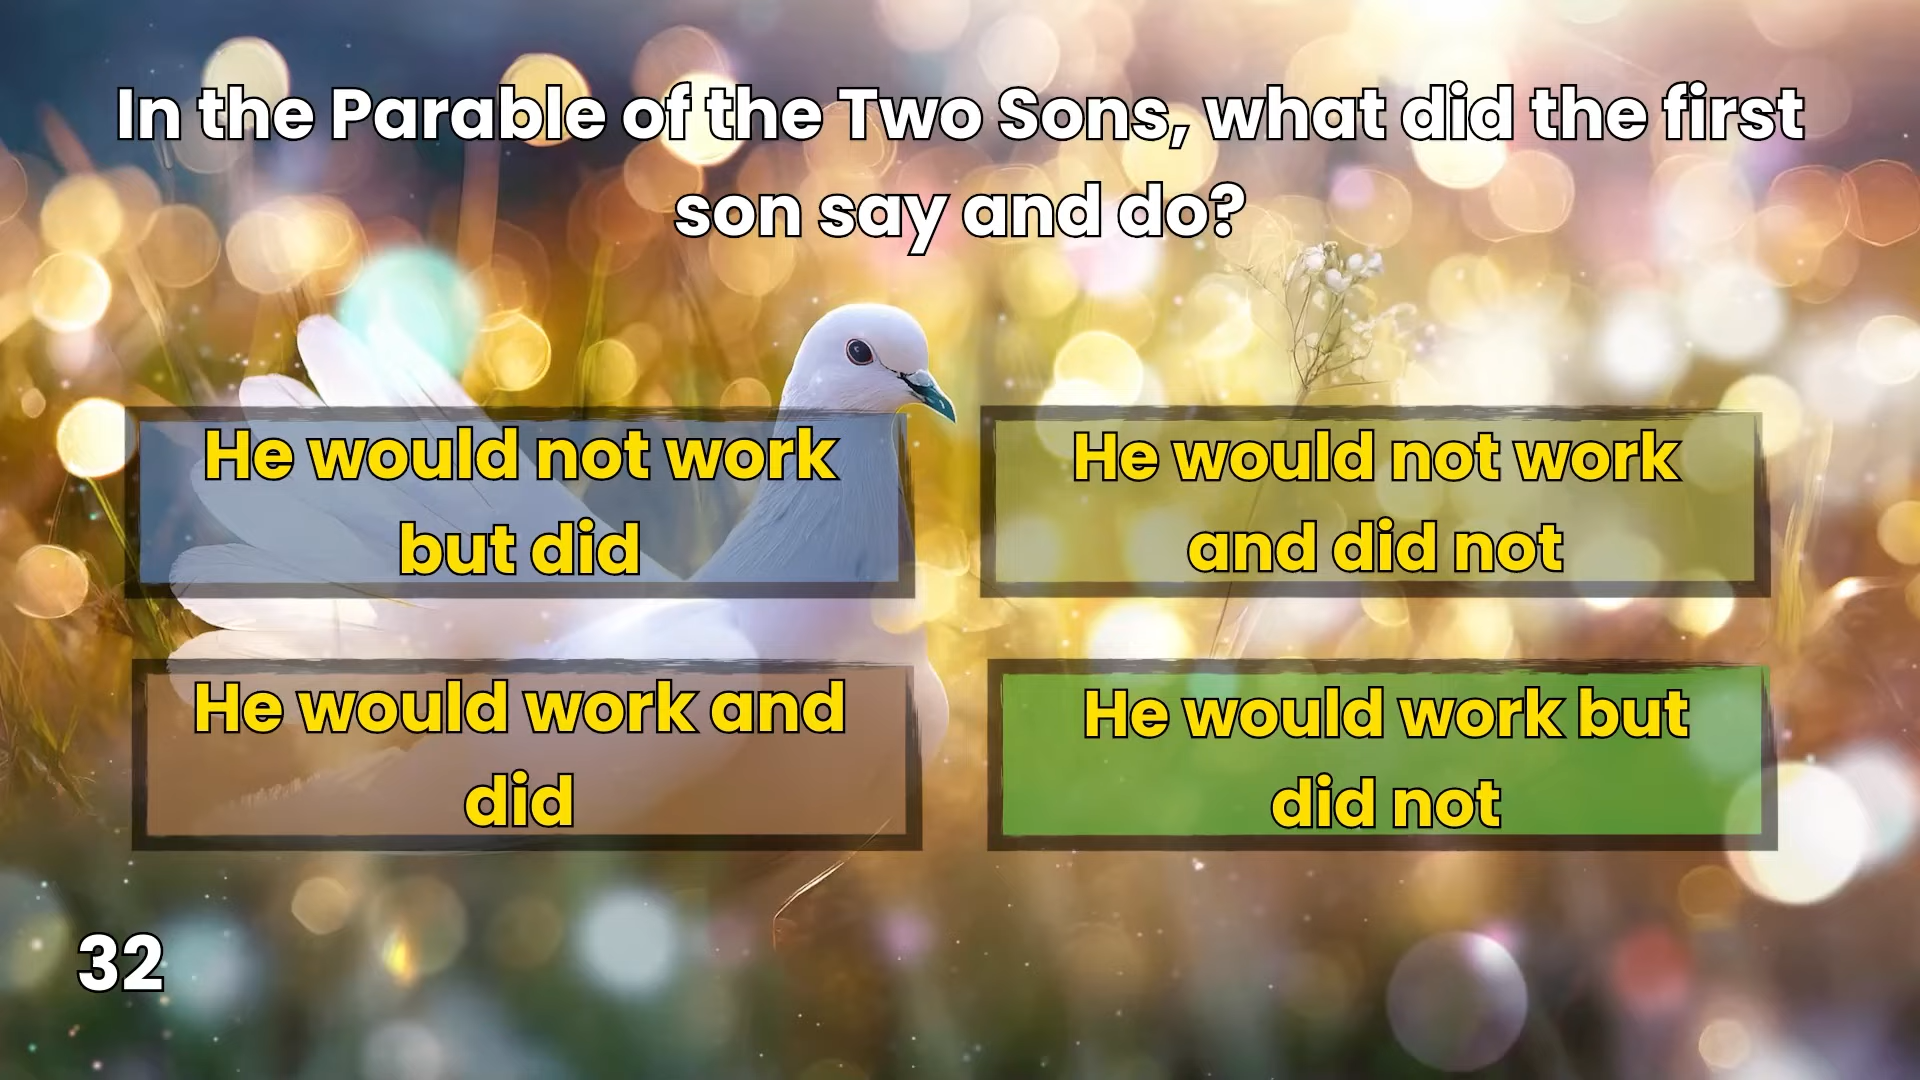 In the Parable of the Two Sons, what did the first
son say and do?
He would not work
but did
He would not work
and did not
He would work and
did
He would work but
did not
32